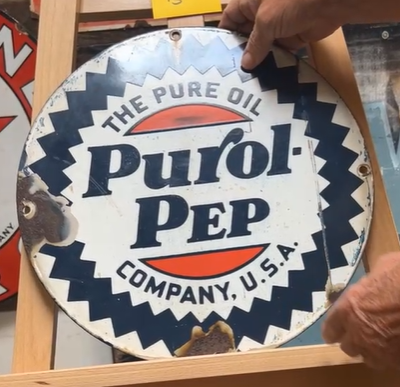 THE PURE OIL
Purol-
PEP
COMPANY, U.S.A.